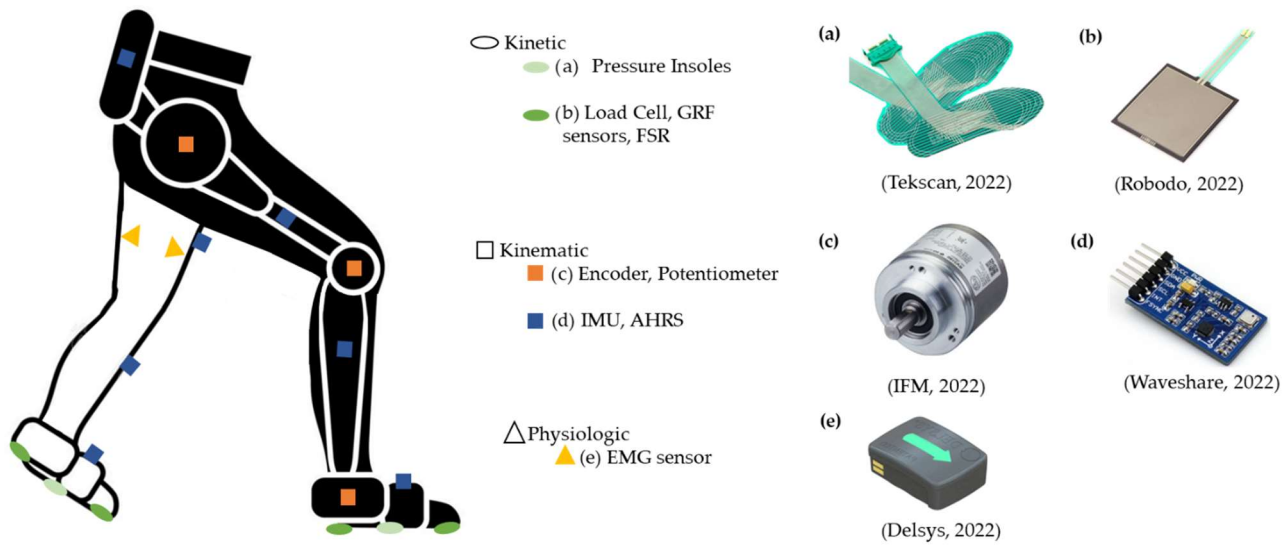 Kinetic
(a) Pressure Insoles
(b) Load Cell, GRF
sensors, FSR
Kinematic
(c) Encoder, Potentiometer
(d) IMU, AHRS
Physiologic
(e) EMG sensor
(a)
(Tekscan, 2022)
(b)
(Robodo, 2022)
(c)
(IFM, 2022)
(d)
(Waveshare, 2022)
(e)
(Delsys, 2022)